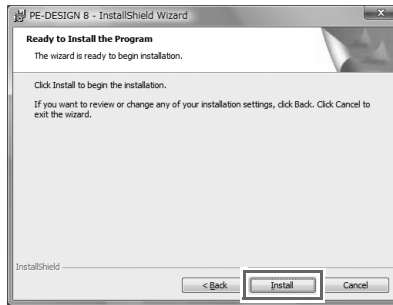 PE-DESIGN 8 - InstallShield Wizard
Ready to Install the Program
The wizard is ready to begin installation.
Click Install to begin the installation.
If you want to review or change any of your installation settings, click Back. Click Cancel to
exit the wizard.
InstallShield
< Back Install Cancel